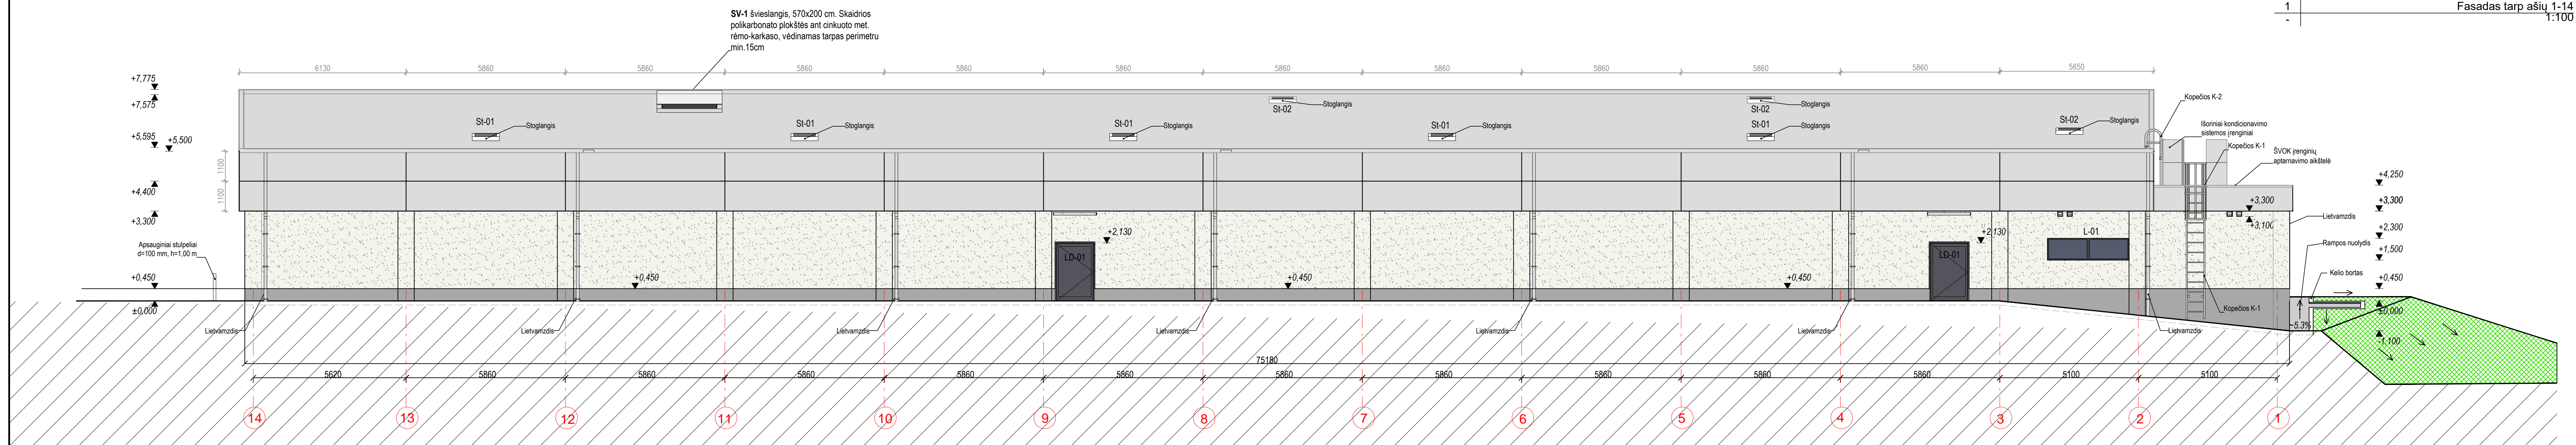 1
Fasadas tarp ašių 1-14
-
1:100
SV-1 švieslangis, 570x200 cm. Skaidrios
polikarbonato plokštės ant cinkuoto met.
rėmo-karkaso, vėdinamas tarpas perimetru
min.15cm
6130
5860
5860
5860
5860
5860
5860
5860
5860
5860
5860
5650
+7,775
+7,575
+5,595
+5,500
1100
1100
+4,400
+3,300
St-01
Stoglangis
St-01
Stoglangis
St-01
Stoglangis
St-02
Stoglangis
St-01
Stoglangis
St-02
Stoglangis
St-01
Stoglangis
St-02
Stoglangis
Kopečios K-2
Išoriniai kondicionavimo
sistemos įrenginiai
Kopečios K-1
ŠVOK įrenginių
aptarnavimo aikštelė
+4,250
+3,300
+3,300
+3,100
Lietvamzdis
+2,300
Rampos nuolydis
+1,500
Kelio bortas
+0,450
±0,000
-1,100
~5.3%
Apsauginiai stulpeliai
d=100 mm, h=1,00 m
+0,450
±0,000
+0,450
LD-01
+2,130
+0,450
+0,450
LD-01
+2,130
L-01
Kopečios K-1
Lietvamzdis
Lietvamzdis
Lietvamzdis
Lietvamzdis
Lietvamzdis
Lietvamzdis
Lietvamzdis
75180
5620
5860
5860
5860
5860
5860
5860
5860
5860
5860
5860
5100
5100
14
13
12
11
10
9
8
7
6
5
4
3
2
1